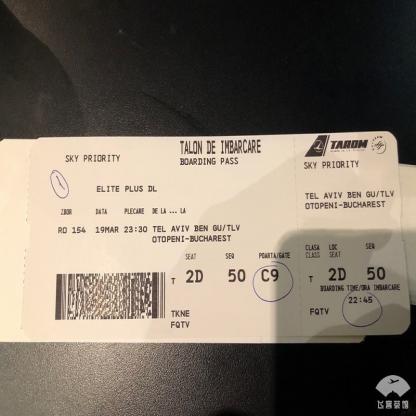 TALON DE IMBARCARE
BOARDING PASS
SKY PRIORITY
1
ELITE PLUS DL
ZBOR DATA PLECARE DE LA ... LA
RO 154 19MAR 23:30 TEL AVIV BEN GU/TLV
OTOPENI-BUCHAREST
SEAT SEQ POARTA/GATE
T 2D 50 C9
TKNE
FQTV
TAROM
SKY PRIORITY
TEL AVIV BEN GU/TLV
OTOPENI-BUCHAREST
CLASA LOC SEQ
CLASS SEAT
T 2D 50
BOARDING TIME/ORA IMBARCARE
22:45
FQTV
飞客茶馆